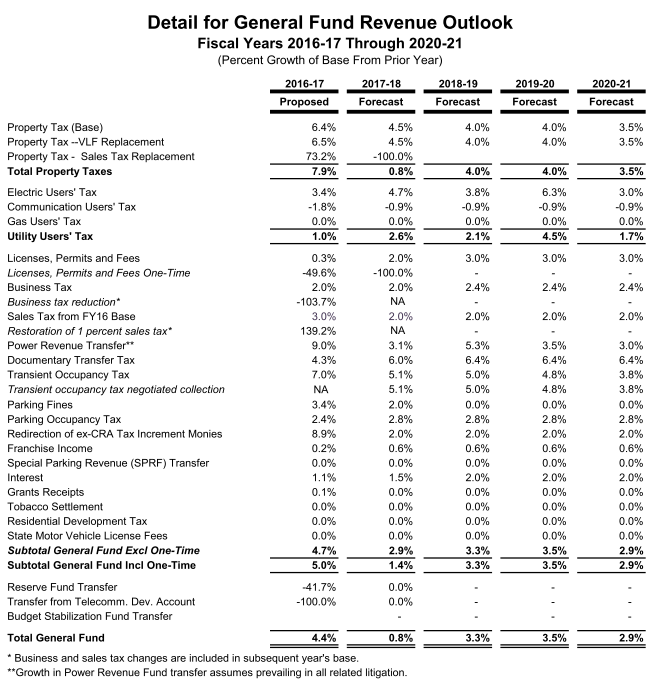 Detail for General Fund Revenue Outlook
Fiscal Years 2016-17 Through 2020-21
(Percent Growth of Base From Prior Year)
2016-17 2017-18 2018-19 2019-20 2020-21
Proposed Forecast Forecast Forecast Forecast
Property Tax (Base) 6.4% 4.5% 4.0% 4.0% 3.5%
Property Tax --VLF Replacement 6.5% 4.5% 4.0% 4.0% 3.5%
Property Tax - Sales Tax Replacement 73.2% -100.0%
Total Property Taxes 7.9% 0.8% 4.0% 4.0% 3.5%
Electric Users' Tax 3.4% 4.7% 3.8% 6.3% 3.0%
Communication Users' Tax -1.8% -0.9% -0.9% -0.9% -0.9%
Gas Users' Tax 0.0% 0.0% 0.0% 0.0% 0.0%
Utility Users' Tax 1.0% 2.6% 2.1% 4.5% 1.7%
Licenses, Permits and Fees 0.3% 2.0% 3.0% 3.0% 3.0%
Licenses, Permits and Fees One-Time -49.6% -100.0% - - -
Business Tax 2.0% 2.0% 2.4% 2.4% 2.4%
Business tax reduction* -103.7% NA - - -
Sales Tax from FY16 Base 3.0% 2.0% 2.0% 2.0% 2.0%
Restoration of 1 percent sales tax* 139.2% NA - - -
Power Revenue Transfer** 9.0% 3.1% 5.3% 3.5% 3.0%
Documentary Transfer Tax 4.3% 6.0% 6.4% 6.4% 6.4%
Transient Occupancy Tax 7.0% 5.1% 5.0% 4.8% 3.8%
Transient occupancy tax negotiated collection NA 5.1% 5.0% 4.8% 3.8%
Parking Fines 3.4% 2.0% 0.0% 0.0% 0.0%
Parking Occupancy Tax 2.4% 2.8% 2.8% 2.8% 2.8%
Redirection of ex-CRA Tax Increment Monies 8.9% 2.0% 2.0% 2.0% 2.0%
Franchise Income 0.2% 0.6% 0.6% 0.6% 0.6%
Special Parking Revenue (SPRF) Transfer 0.0% 0.0% 0.0% 0.0% 0.0%
Interest 1.1% 1.5% 2.0% 2.0% 2.0%
Grants Receipts 0.1% 0.0% 0.0% 0.0% 0.0%
Tobacco Settlement 0.0% 0.0% 0.0% 0.0% 0.0%
Residential Development Tax 0.0% 0.0% 0.0% 0.0% 0.0%
State Motor Vehicle License Fees 0.0% 0.0% 0.0% 0.0% 0.0%
Subtotal General Fund Excl One-Time 4.7% 2.9% 3.3% 3.5% 2.9%
Subtotal General Fund Incl One-Time 5.0% 1.4% 3.3% 3.5% 2.9%
Reserve Fund Transfer -41.7% 0.0% - - -
Transfer from Telecomm. Dev. Account -100.0% 0.0% - - -
Budget Stabilization Fund Transfer - - - -
Total General Fund 4.4% 0.8% 3.3% 3.5% 2.9%
* Business and sales tax changes are included in subsequent year's base.
**Growth in Power Revenue Fund transfer assumes prevailing in all related litigation.